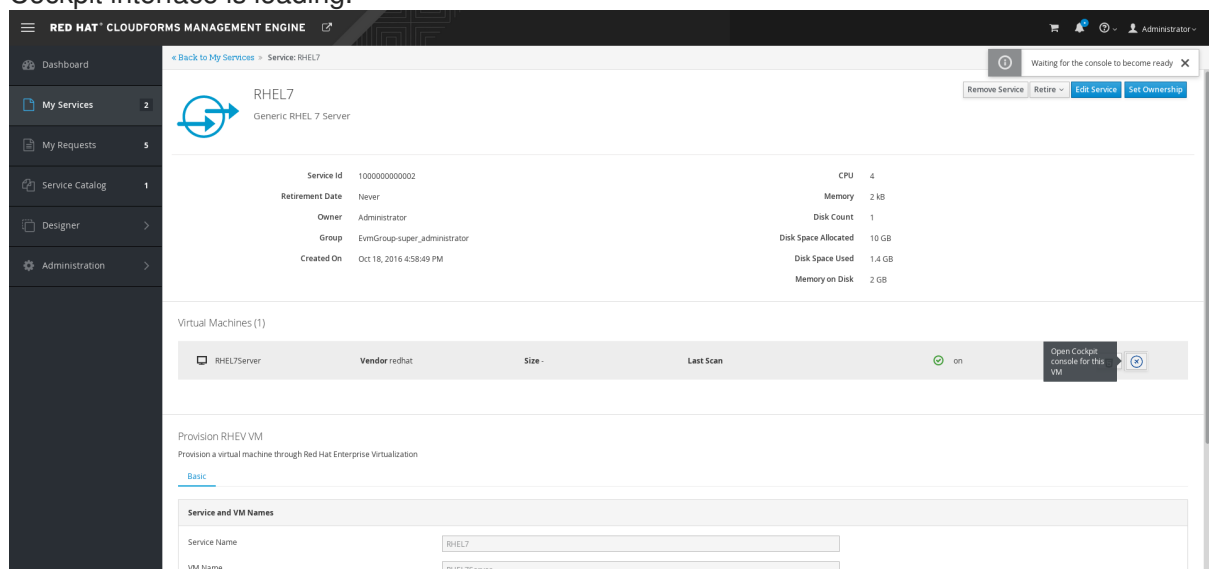 Cockpit interface is loading.
RED HAT® CLOUDFORMS MANAGEMENT ENGINE
Administrator
Dashboard
My Services 2
My Requests 5
Service Catalog 1
Designer
Administration
« Back to My Services » Service: RHEL7
Waiting for the console to become ready
RHEL7
Generic RHEL 7 Server
Remove Service Retire Edit Service Set Ownership
Service Id 1000000000002 CPU 4
Retirement Date Never Memory 2 kB
Owner Administrator Disk Count 1
Group EvmGroup-super_administrator Disk Space Allocated 10 GB
Created On Oct 18, 2016 4:58:49 PM Disk Space Used 1.4 GB
Memory on Disk 2 GB
Virtual Machines (1)
RHEL7Server Vendor redhat Size - Last Scan on
Open Cockpit
console for this
VM
Provision RHEV VM
Provision a virtual machine through Red Hat Enterprise Virtualization
Basic
Service and VM Names
Service Name RHEL7
VM Name RHEL7Server